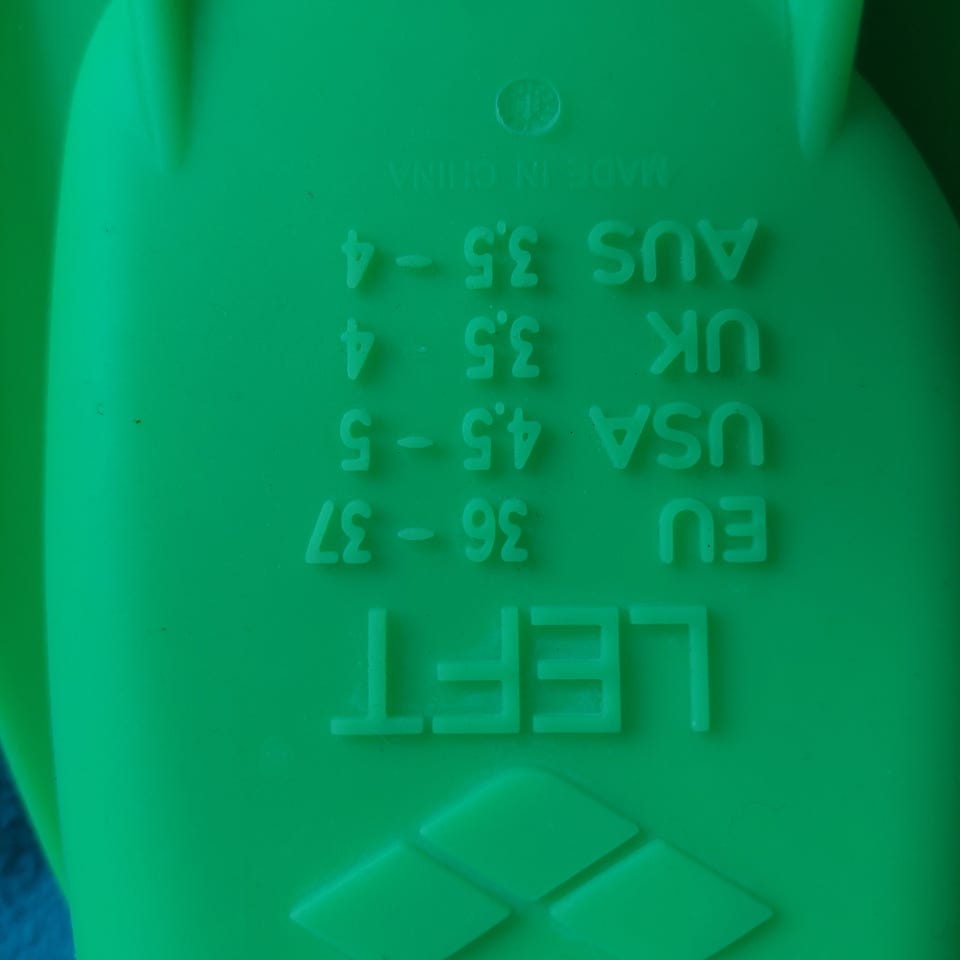 LEFT
EU 36 - 37
USA 4.5 - 5
UK 3.5 - 4
AUS 3.5 - 4
MADE IN CHINA